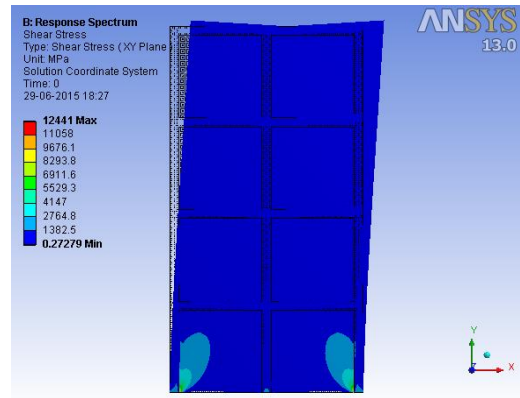 B: Response Spectrum
Shear Stress
Type: Shear Stress ( XY Plane
Unit: MPa
Solution Coordinate System
Time: 0
29-06-2015 18:27
12441 Max
11058
9676.1
8293.8
6911.6
5529.3
4147
2764.8
1382.5
0.27279 Min
ANSYS
13.0
Y
X